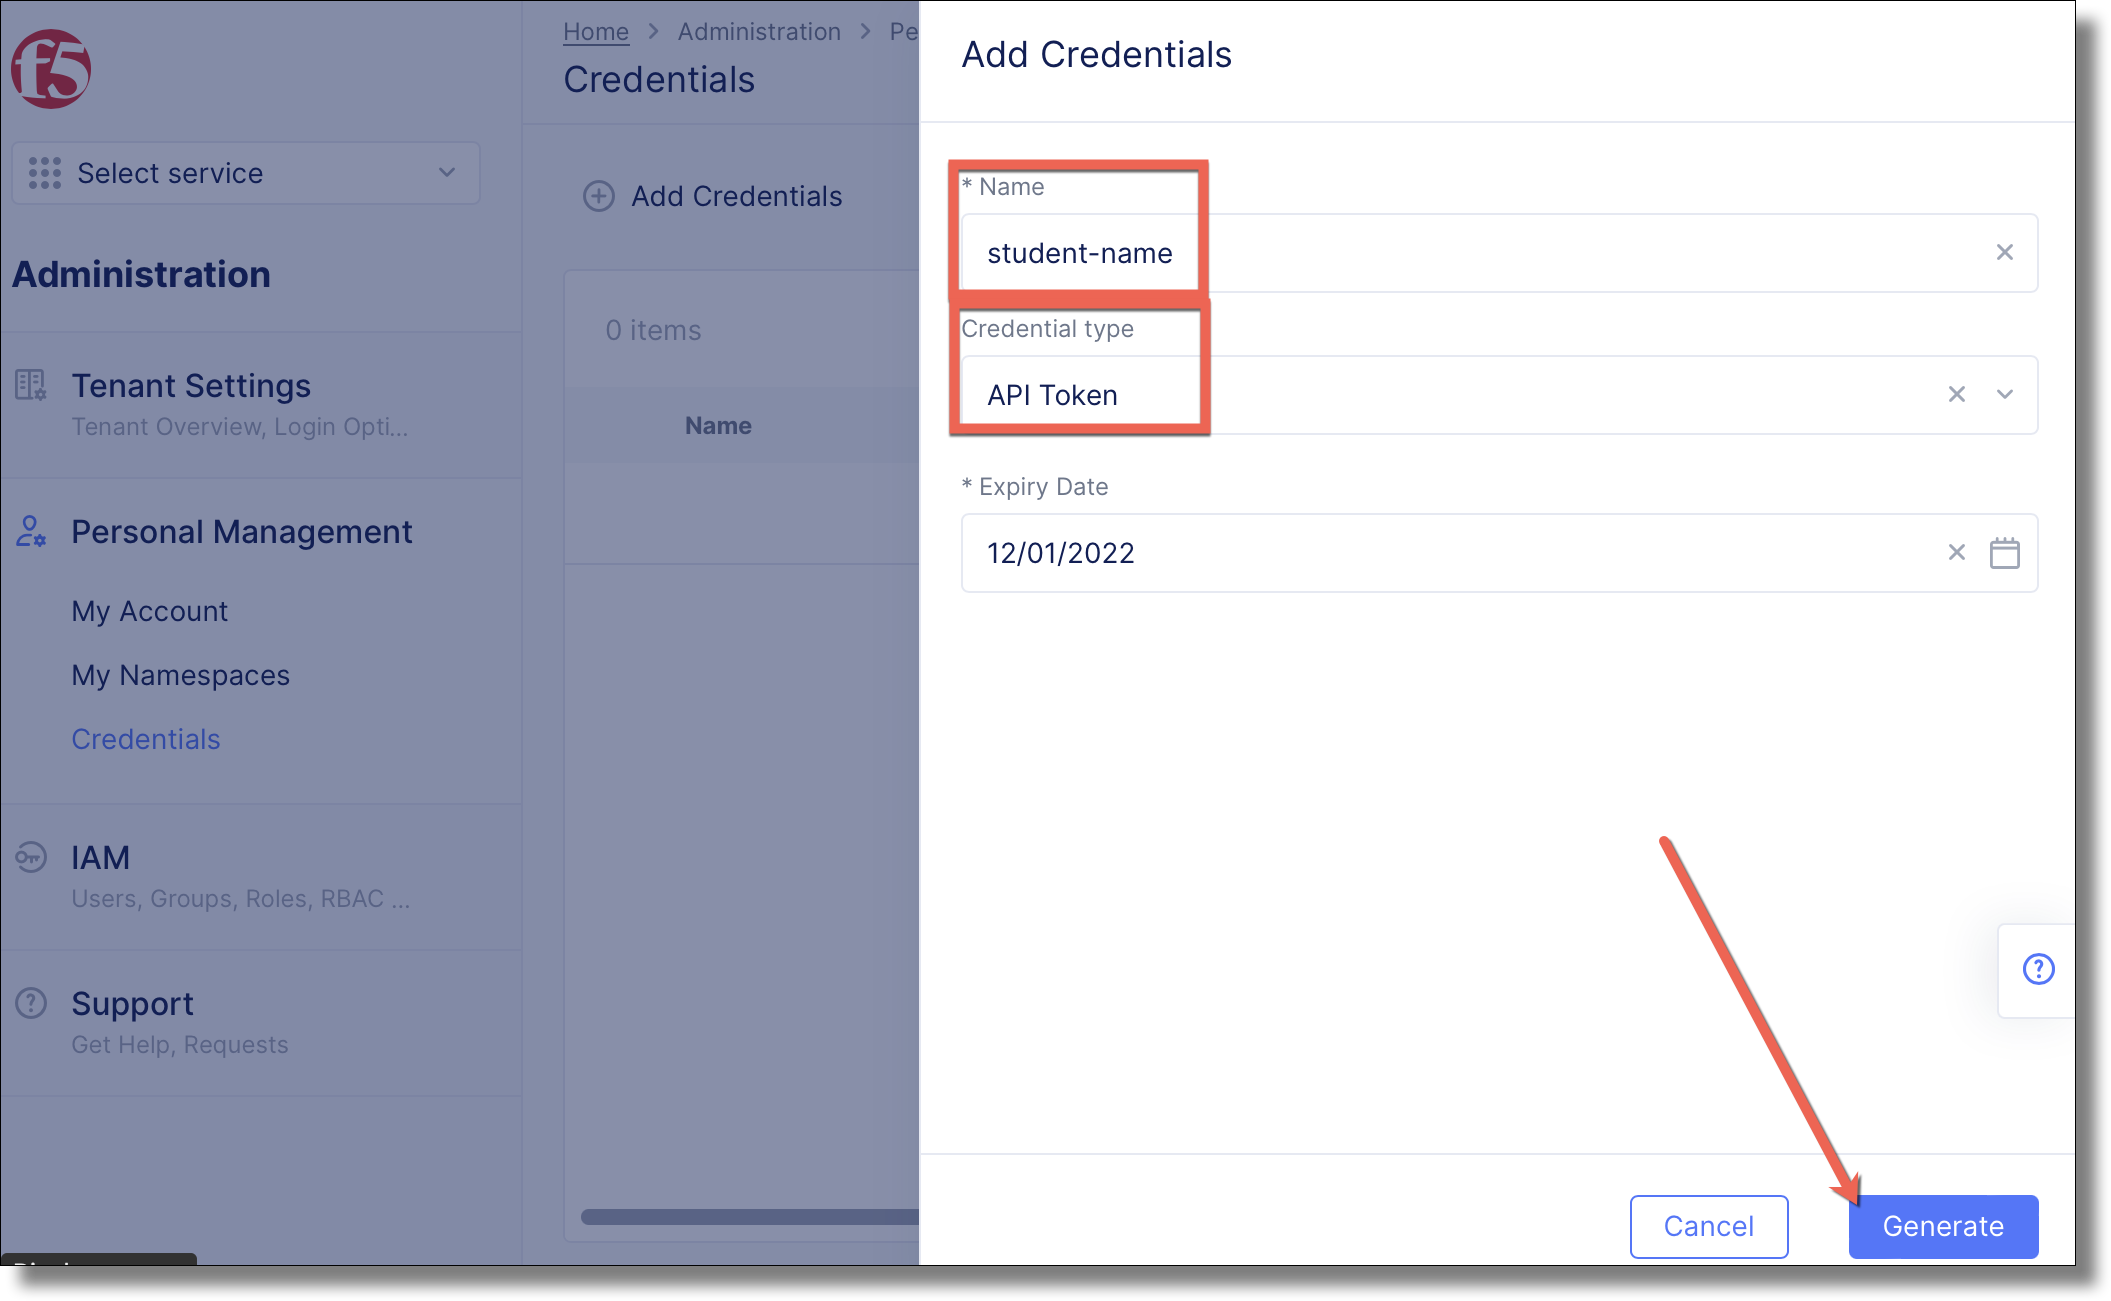 f5
Select service
Administration
Tenant Settings
Tenant Overview, Login Opti...
Personal Management
My Account
My Namespaces
Credentials
IAM
Users, Groups, Roles, RBAC ...
Support
Get Help, Requests
Home > Administration > Pe
Credentials
Add Credentials
0 items
Name
Add Credentials
* Name
student-name
Credential type
API Token
* Expiry Date
12/01/2022
Cancel
Generate